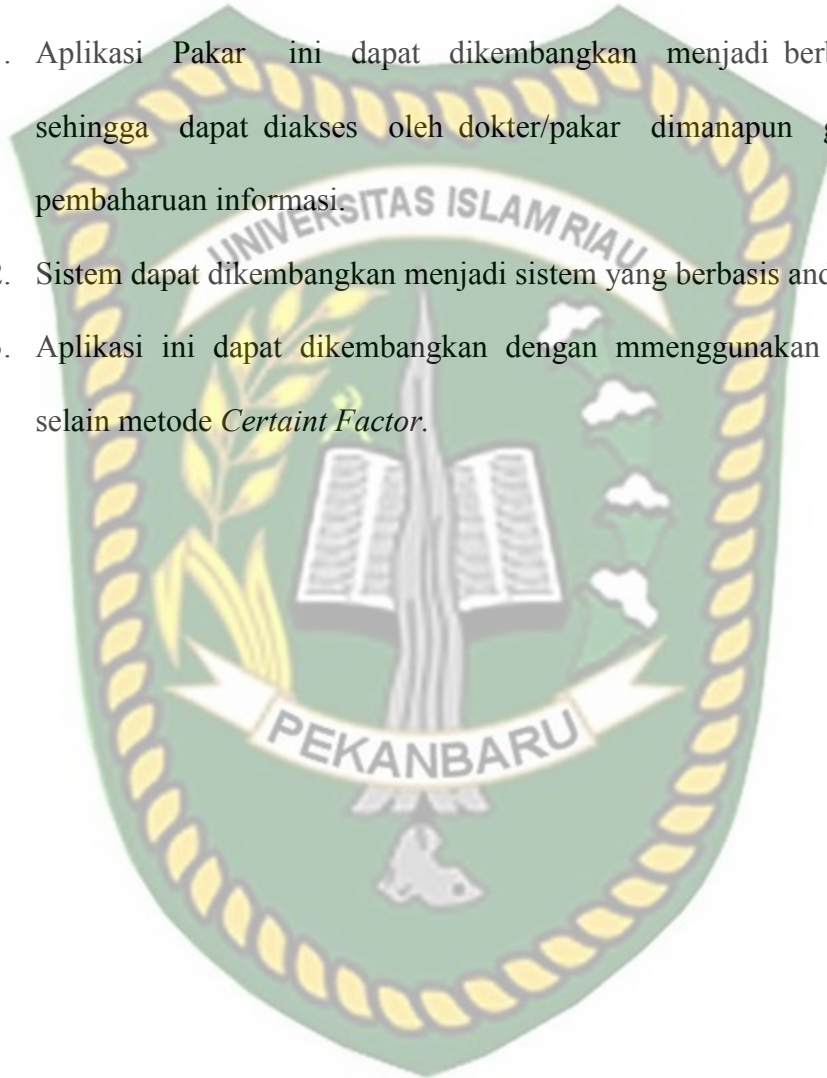 . Aplikasi Pakar ini dapat dikembangkan menjadi
sehingga dapat diakses oleh dokter/pakar dimanapun
pembaharuan informasi.
UNIVERSITAS ISLAM RIAU
. Sistem dapat dikembangkan menjadi sistem yang berbasis
. Aplikasi ini dapat dikembangkan dengan mmenggunakan
selain metode Certaint Factor.
PEKANBARU